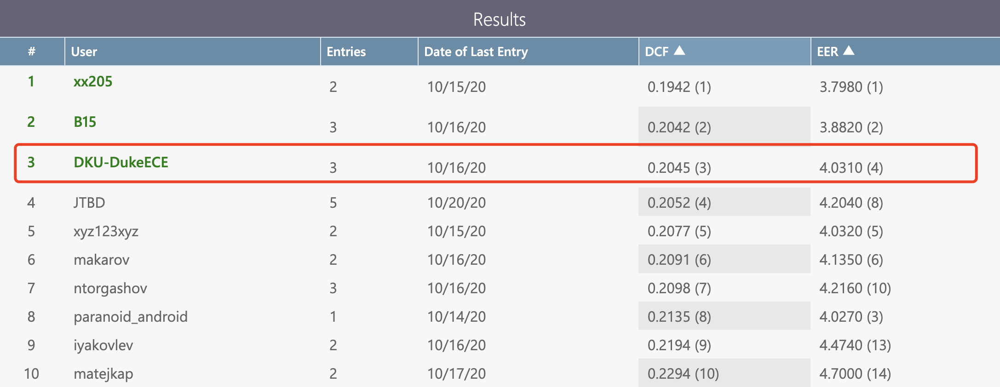 Results
# User Entries Date of Last Entry DCF ▲ EER ▲
1 xx205 2 10/15/20 0.1942 (1) 3.7980 (1)
2 B15 3 10/16/20 0.2042 (2) 3.8820 (2)
3 DKU-DukeECE 3 10/16/20 0.2045 (3) 4.0310 (4)
4 JTBD 5 10/20/20 0.2052 (4) 4.2040 (8)
5 xyz123xyz 2 10/15/20 0.2077 (5) 4.0320 (5)
6 makarov 2 10/16/20 0.2091 (6) 4.1350 (6)
7 ntorgashov 3 10/16/20 0.2098 (7) 4.2160 (10)
8 paranoid_android 1 10/14/20 0.2135 (8) 4.0270 (3)
9 iyakovlev 2 10/16/20 0.2194 (9) 4.4740 (13)
10 matejkap 2 10/17/20 0.2294 (10) 4.7000 (14)